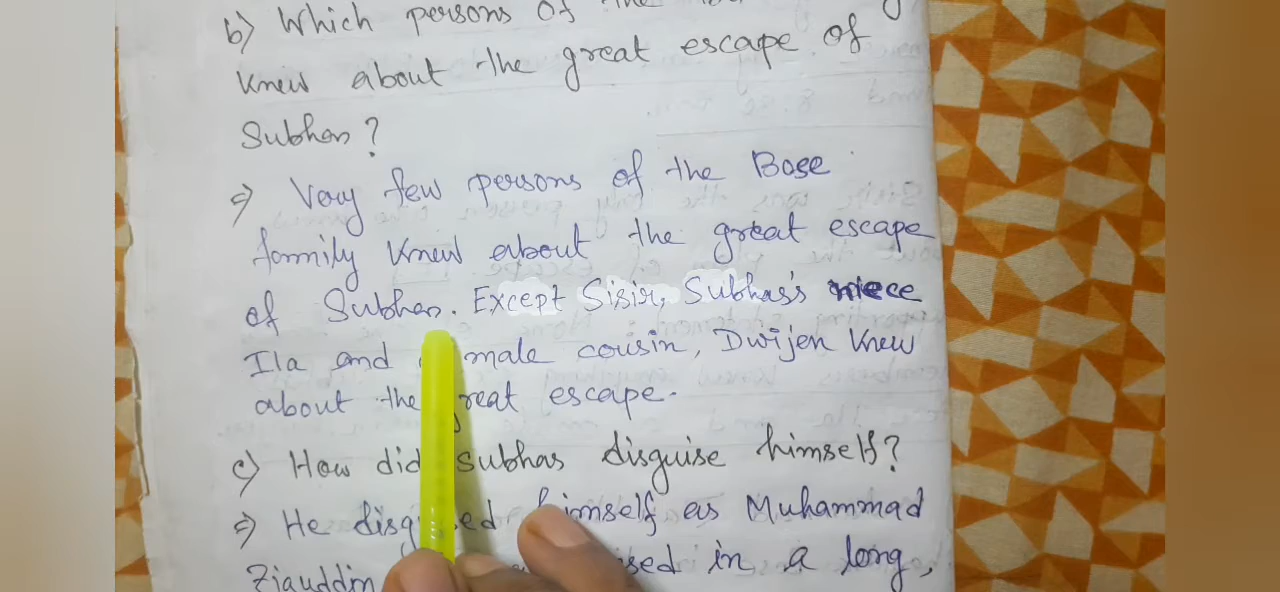 b) Which persons of the
knew about the great escape of
Subhas?
⇒ Very few persons of the Bose
family knew about the great escape
of Subhas. Except Sisir, Subhas's niece
Ila and male cousin, Dwijen knew
about the great escape.
c) How did Subhas disguise himself?
⇒ He disguised himself as Muhammad
Ziauddin in a long,